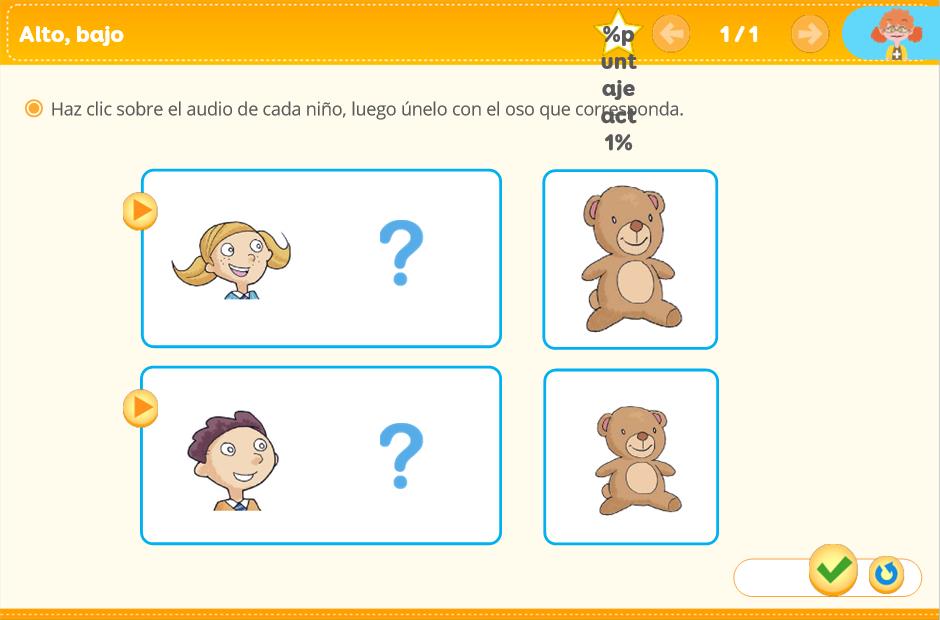 Alto, bajo
%p
unt
aje
act
1%
1 / 1
Haz clic sobre el audio de cada niño, luego únelo con el oso que corresponda.
?
?